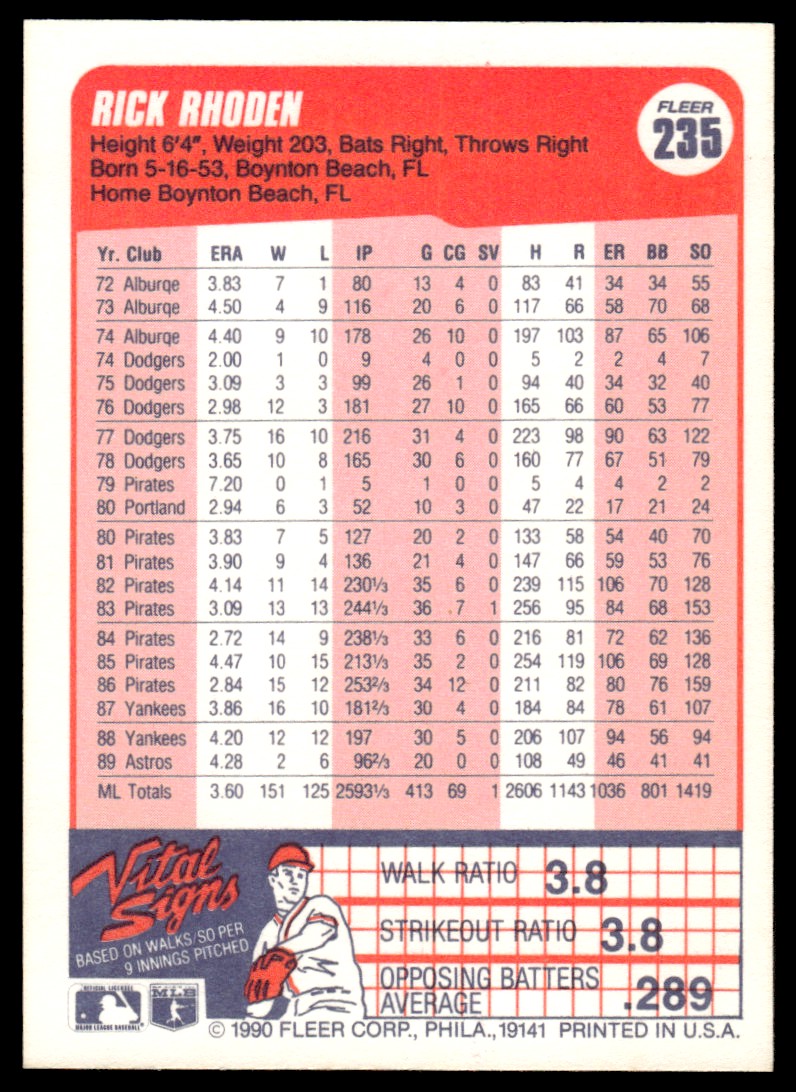 RICK RHODEN
FLEER
235
Height 6'4", Weight 203, Bats Right, Throws Right
Born 5-16-53, Boynton Beach, FL
Home Boynton Beach, FL
Yr. Club ERA W L IP G CG SV H R ER BB SO
72 Alburqe 3.83 7 1 80 13 4 0 83 41 34 34 55
73 Alburqe 4.50 4 9 116 20 6 0 117 66 58 70 68
74 Alburqe 4.40 9 10 178 26 10 0 197 103 87 65 106
74 Dodgers 2.00 1 0 9 4 0 0 5 2 2 4 7
75 Dodgers 3.09 3 3 99 26 1 0 94 40 34 32 40
76 Dodgers 2.98 12 3 181 27 10 0 165 66 60 53 77
77 Dodgers 3.75 16 10 216 31 4 0 223 98 90 63 122
78 Dodgers 3.65 10 8 165 30 6 0 160 77 67 51 79
79 Pirates 7.20 0 1 5 1 0 0 5 4 4 2 2
80 Portland 2.94 6 3 52 10 3 0 47 22 17 21 24
80 Pirates 3.83 7 5 127 20 2 0 133 58 54 40 70
81 Pirates 3.90 9 4 136 21 4 0 147 66 59 53 76
82 Pirates 4.14 11 14 230⅓ 35 6 0 239 115 106 70 128
83 Pirates 3.09 13 13 244⅓ 36 7 1 256 95 84 68 153
84 Pirates 2.72 14 9 238⅓ 33 6 0 216 81 72 62 136
85 Pirates 4.47 10 15 213⅓ 35 2 0 254 119 106 69 128
86 Pirates 2.84 15 12 253⅔ 34 12 0 211 82 80 76 159
87 Yankees 3.86 16 10 181⅔ 30 4 0 184 84 78 61 107
88 Yankees 4.20 12 12 197 30 5 0 206 107 94 56 94
89 Astros 4.28 2 6 96⅔ 20 0 0 108 49 46 41 41
ML Totals 3.60 151 125 2593⅓ 413 69 1 2606 1143 1036 801 1419
Vital
Signs
BASED ON WALKS/SO PER
9 INNINGS PITCHED
WALK RATIO 3.8
STRIKEOUT RATIO 3.8
OPPOSING BATTERS
AVERAGE .289
OFFICIAL LICENSEE
MAJOR LEAGUE BASEBALL
MLB
© 1990 FLEER CORP., PHILA., 19141 PRINTED IN U.S.A.